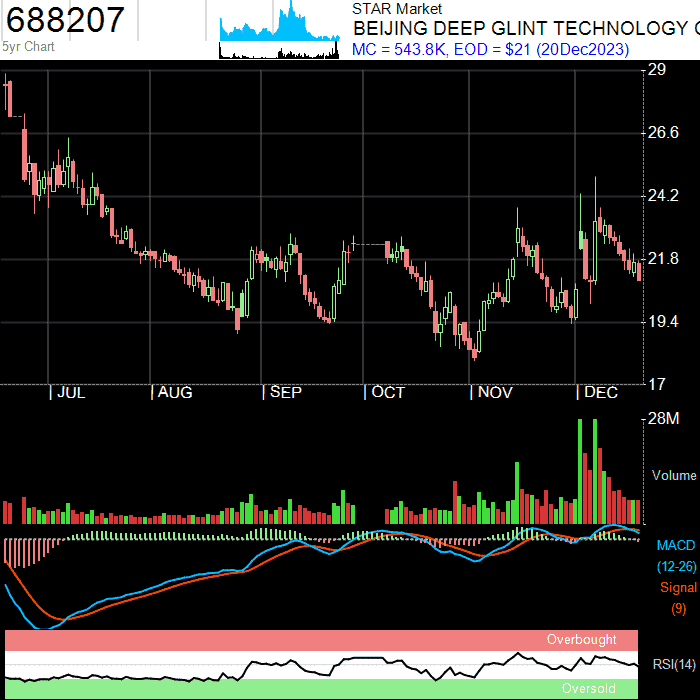 688207
5yr Chart
STAR Market
BEIJING DEEP GLINT TECHNOLOGY
MC = 543.8K, EOD = $21 (20Dec2023)
29
26.6
24.2
21.8
19.4
17
| JUL | AUG | SEP | OCT | NOV | DEC
28M
Volume
MACD
(12-26)
Signal
(9)
Overbought
RSI(14)
Oversold